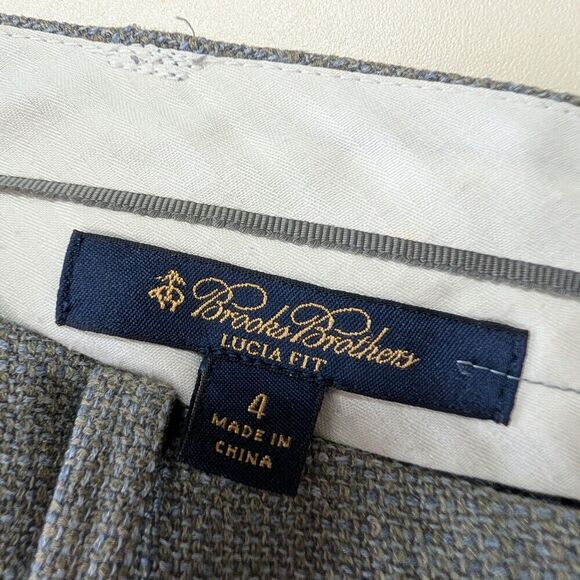 Brooks Brothers
LUCIA FIT
4
MADE IN
CHINA